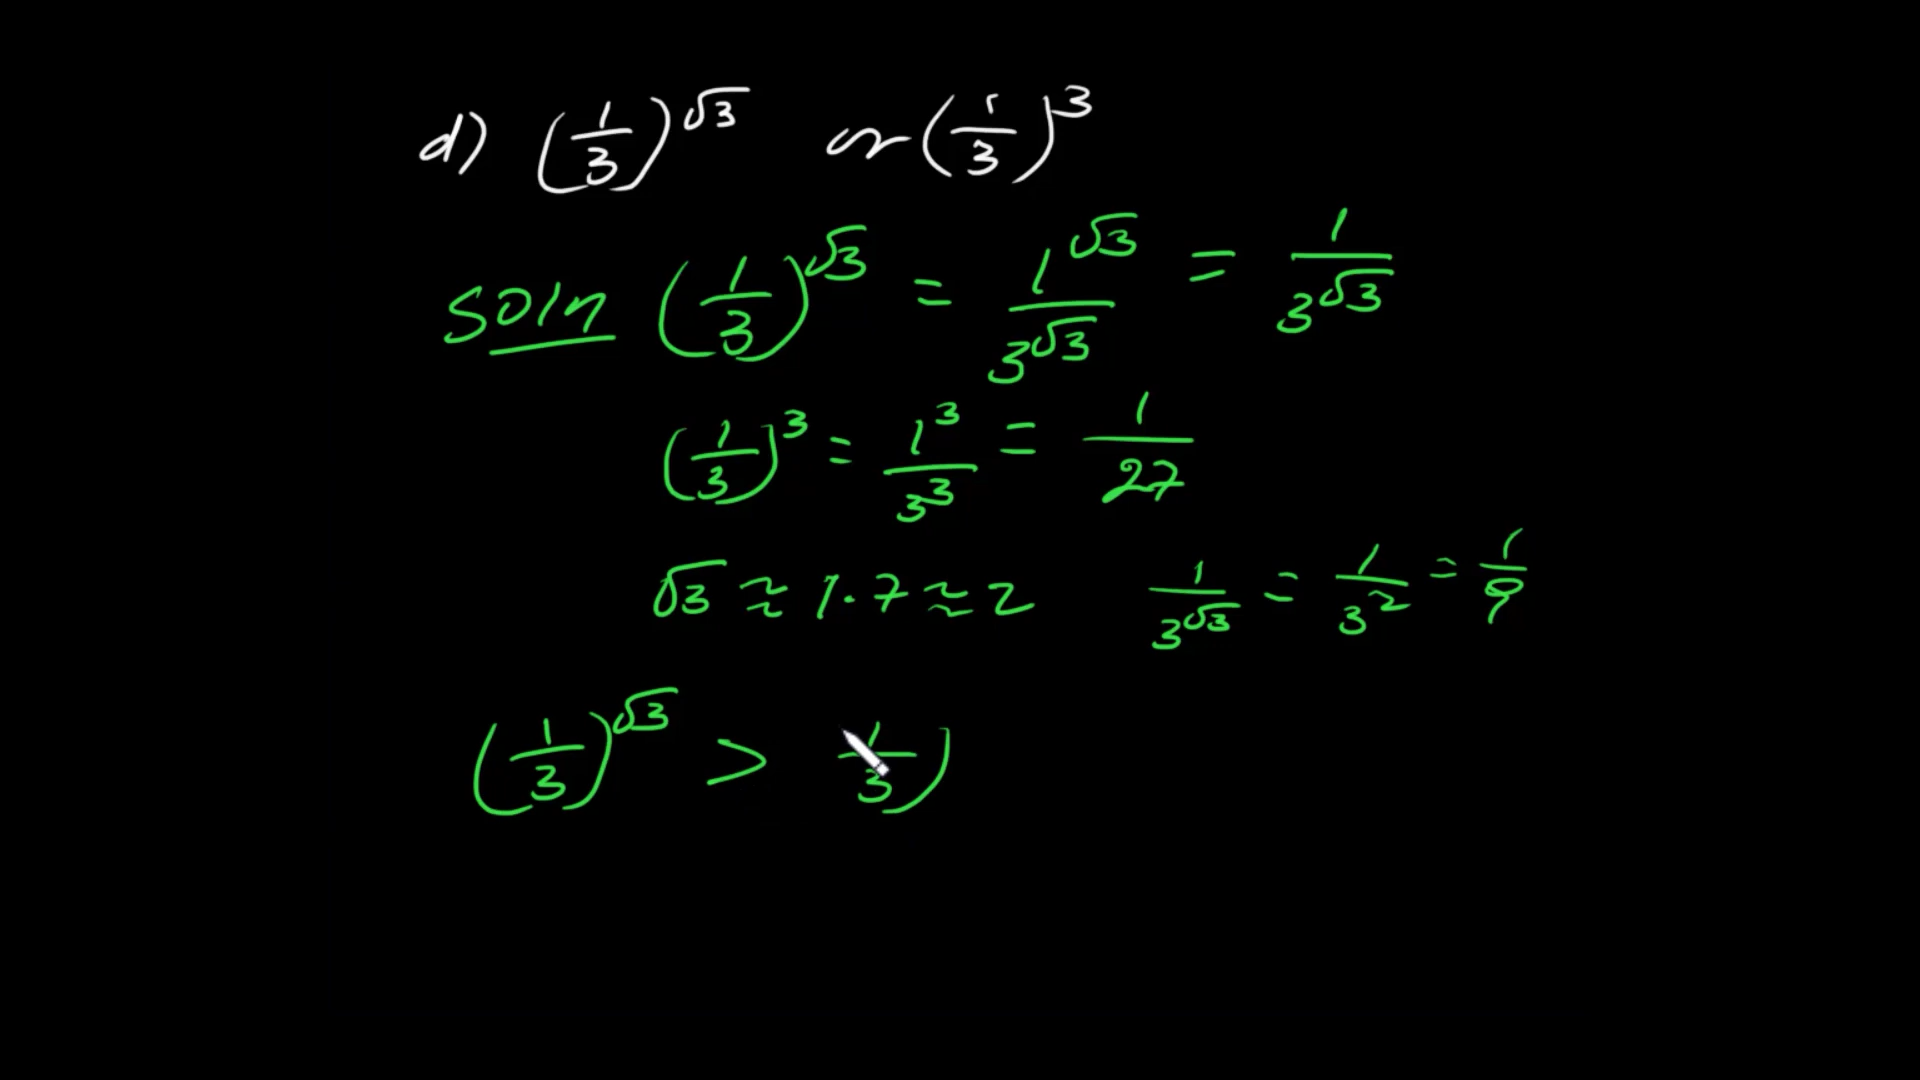 d) (1/3)^√3 or (1/3)^3
soln (1/3)^√3 = 1^√3/3^√3 = 1/3^√3
(1/3)^3 = 1^3/3^3 = 1/27
√3 ≈ 1.7 ≈ 2 1/3^√3 = 1/3^2 = 1/9
(1/3)^√3 > 1/3)